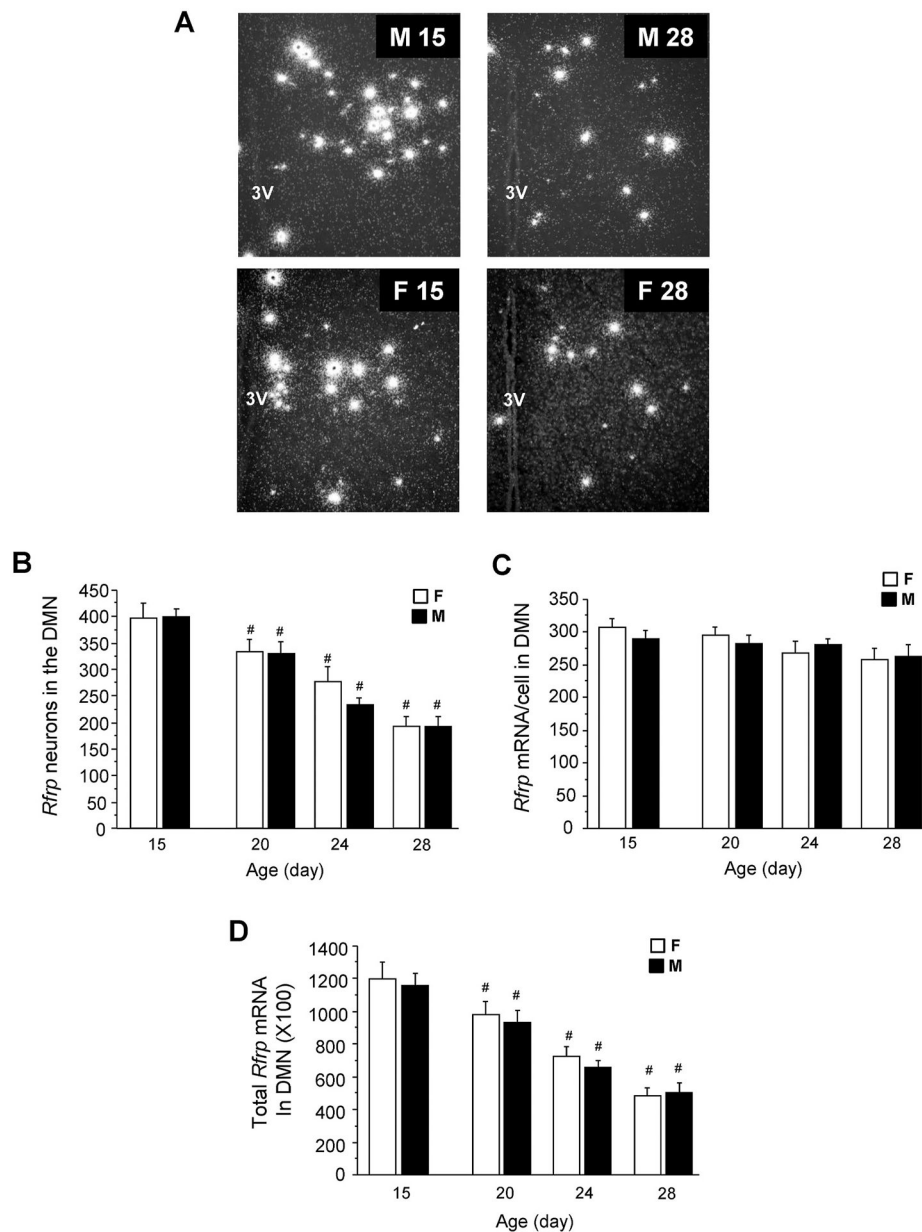 A
M 15
M 28
3V
3V
F 15
F 28
3V
3V
B
Rfrp neurons in the DMN
450
400
350
300
250
200
150
100
50
0
F
M
#
#
#
#
#
#
15
20
24
28
Age (day)
C
Rfrp mRNA/cell in DMN
350
300
250
200
150
100
50
0
F
M
15
20
24
28
Age (day)
D
Total Rfrp mRNA
In DMN (X100)
1400
1200
1000
800
600
400
200
0
F
M
#
#
#
#
#
#
15
20
24
28
Age (day)